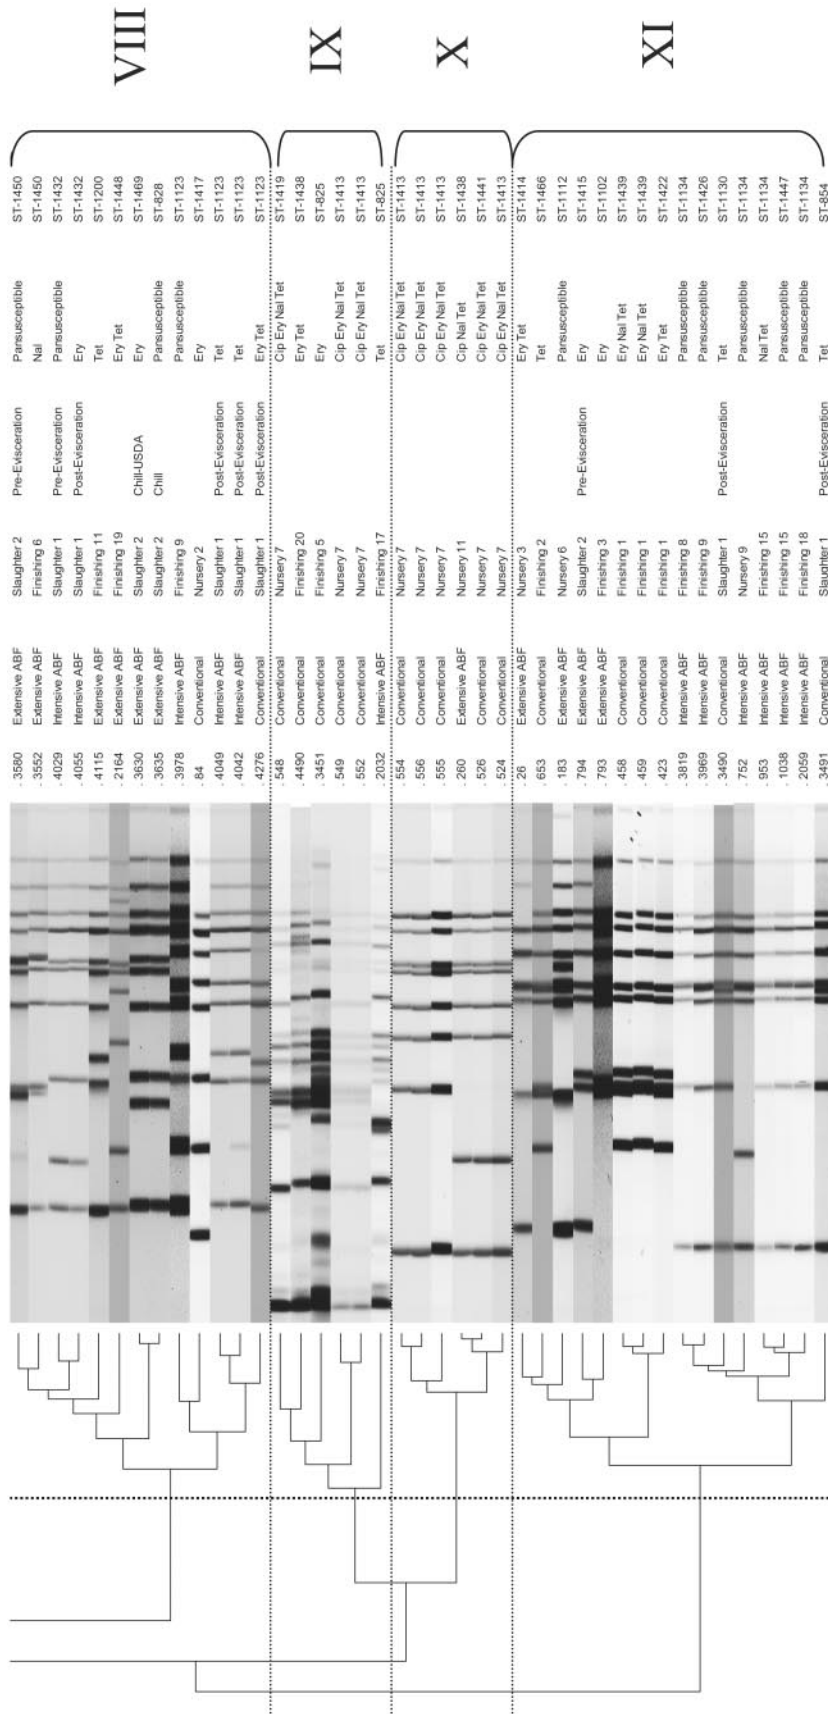 VIII
3580 Extensive ABF Slaughter 2 Pre-Evisceration Pansusceptible ST-1450
3552 Extensive ABF Finishing 6 Nal ST-1450
4029 Intensive ABF Slaughter 1 Pre-Evisceration Pansusceptible ST-1432
4055 Intensive ABF Slaughter 1 Post-Evisceration Ery ST-1432
4115 Extensive ABF Finishing 11 Tet ST-1200
2164 Extensive ABF Finishing 19 Ery Tet ST-1448
3630 Extensive ABF Slaughter 2 Chill-USDA Ery ST-1469
3635 Extensive ABF Slaughter 2 Chill Pansusceptible ST-828
3978 Intensive ABF Finishing 9 Pansusceptible ST-1123
84 Conventional Nursery 2 Ery ST-1417
4049 Intensive ABF Slaughter 1 Post-Evisceration Tet ST-1123
4042 Intensive ABF Slaughter 1 Post-Evisceration Tet ST-1123
4276 Conventional Slaughter 1 Post-Evisceration Ery Tet ST-1123
IX
548 Conventional Nursery 7 Cip Ery Nal Tet ST-1419
4490 Conventional Finishing 20 Ery Tet ST-1438
3451 Conventional Finishing 5 Ery ST-825
549 Conventional Nursery 7 Cip Ery Nal Tet ST-1413
552 Conventional Nursery 7 Cip Ery Nal Tet ST-1413
2032 Intensive ABF Finishing 17 Tet ST-825
X
554 Conventional Nursery 7 Cip Ery Nal Tet ST-1413
556 Conventional Nursery 7 Cip Ery Nal Tet ST-1413
555 Conventional Nursery 7 Cip Ery Nal Tet ST-1413
260 Extensive ABF Nursery 11 Cip Nal Tet ST-1438
526 Conventional Nursery 7 Cip Ery Nal Tet ST-1441
524 Conventional Nursery 7 Cip Ery Nal Tet ST-1413
XI
26 Extensive ABF Nursery 3 Ery Tet ST-1414
653 Conventional Finishing 2 Tet ST-1466
183 Extensive ABF Nursery 6 Pansusceptible ST-1112
794 Extensive ABF Slaughter 2 Pre-Evisceration Ery ST-1415
793 Extensive ABF Finishing 3 Ery ST-1102
458 Conventional Finishing 1 Ery Nal Tet ST-1439
459 Conventional Finishing 1 Ery Nal Tet ST-1439
423 Conventional Finishing 1 Ery Tet ST-1422
3819 Intensive ABF Finishing 8 Pansusceptible ST-1134
3969 Intensive ABF Finishing 9 Pansusceptible ST-1426
3490 Conventional Slaughter 1 Post-Evisceration Tet ST-1130
752 Intensive ABF Nursery 9 Pansusceptible ST-1134
953 Intensive ABF Finishing 15 Nal Tet ST-1134
1038 Intensive ABF Finishing 15 Pansusceptible ST-1447
2059 Intensive ABF Finishing 18 Pansusceptible ST-1134
3491 Conventional Slaughter 1 Post-Evisceration Tet ST-854